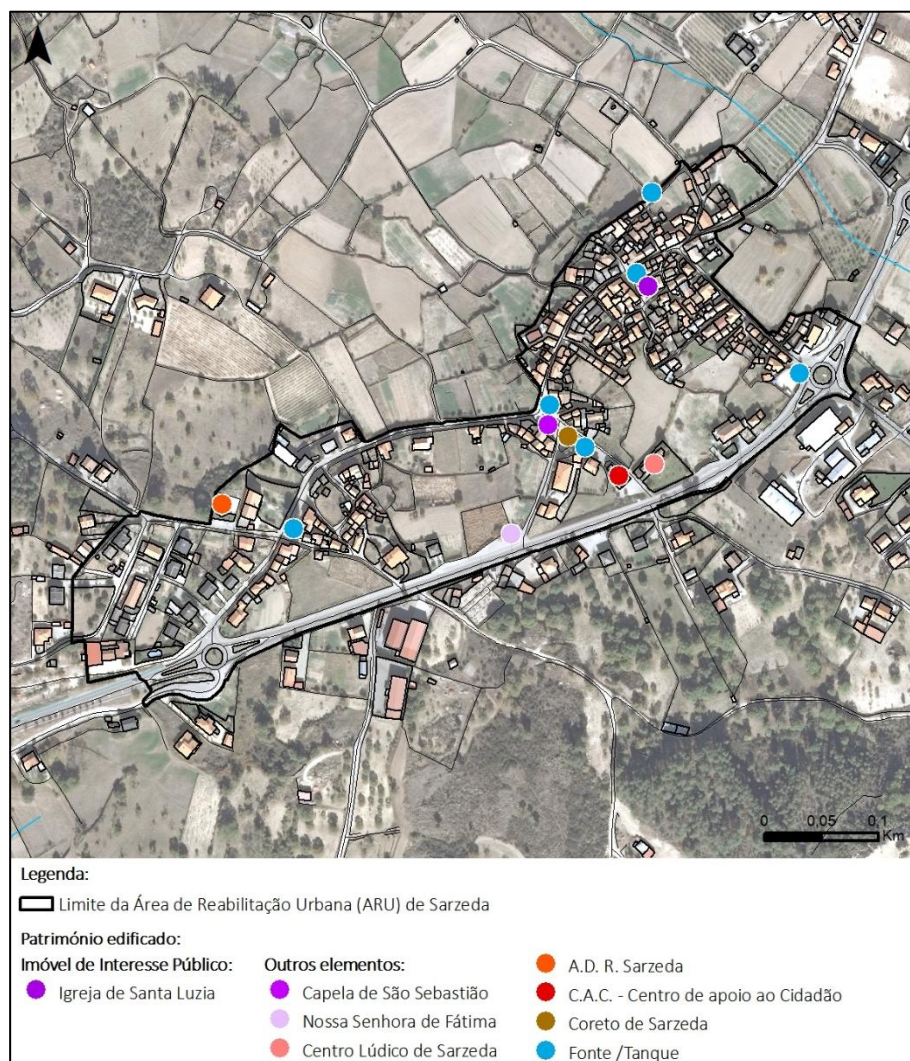 0 0,05 0,1
Km
Legenda:
Limite da Área de Reabilitação Urbana (ARU) de Sarzeda
Património edificado:
Imóvel de Interesse Público:
Igreja de Santa Luzia
Outros elementos:
Capela de São Sebastião
Nossa Senhora de Fátima
Centro Lúdico de Sarzeda
A.D. R. Sarzeda
C.A.C. - Centro de apoio ao Cidadão
Coreto de Sarzeda
Fonte /Tanque